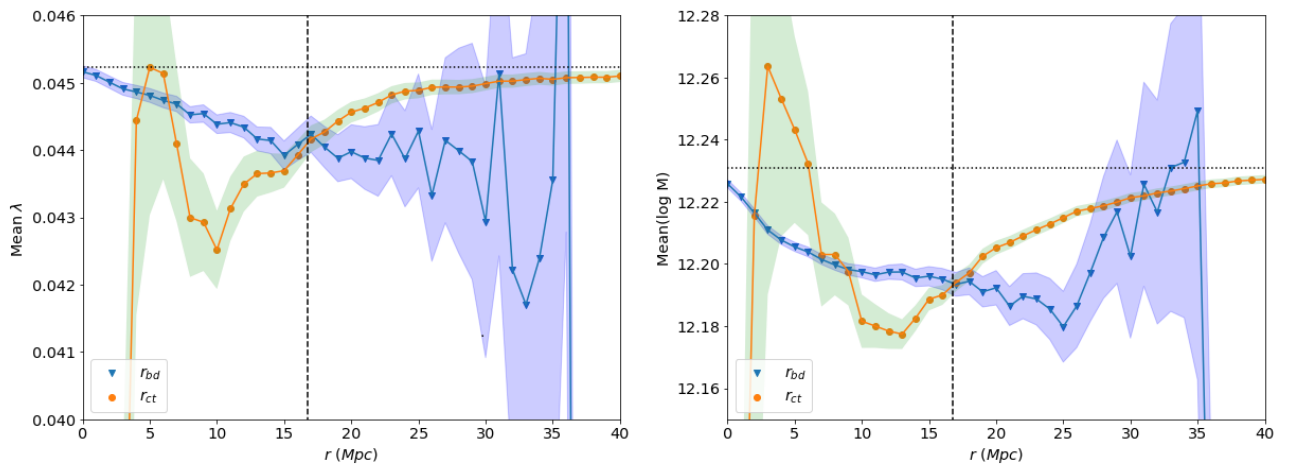 0.046
0.045
0.044
0.043
0.042
0.041
0.040
Mean λ
0 5 10 15 20 25 30 35 40
r (Mpc)
r_bd
r_ct
12.28
12.26
12.24
12.22
12.20
12.18
12.16
Mean(log M)
0 5 10 15 20 25 30 35 40
r (Mpc)
r_bd
r_ct